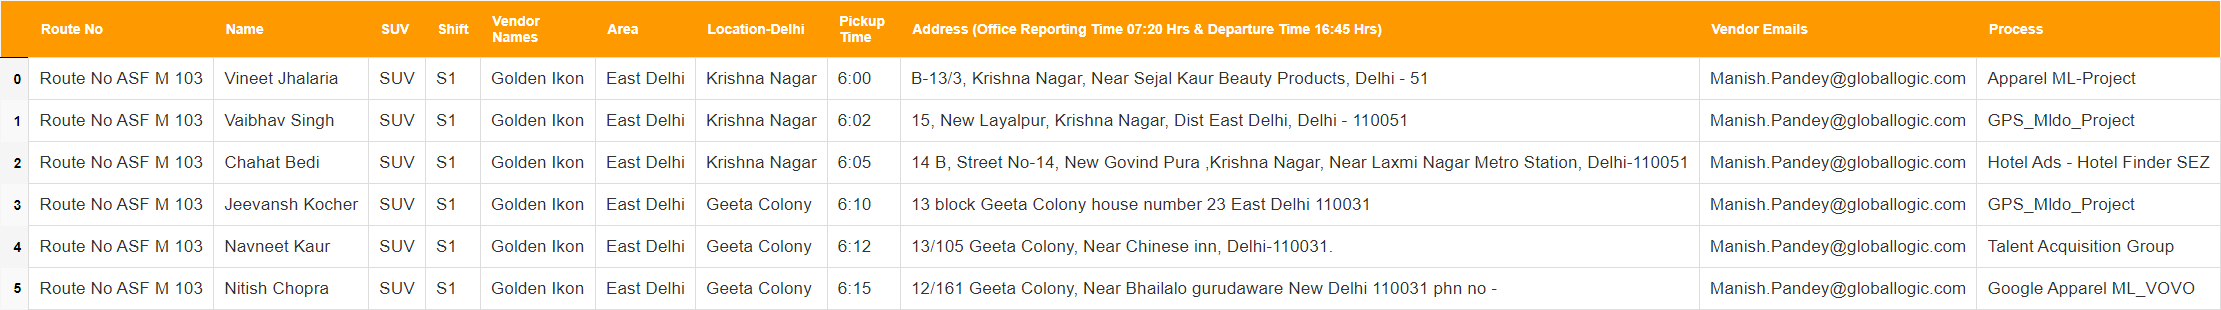 Route No Name SUV Shift Vendor Names Area Location-Delhi Pickup Time Address (Office Reporting Time 07:20 Hrs & Departure Time 16:45 Hrs) Vendor Emails Process
0 Route No ASF M 103 Vineet Jhalaria SUV S1 Golden Ikon East Delhi Krishna Nagar 6:00 B-13/3, Krishna Nagar, Near Sejal Kaur Beauty Products, Delhi - 51 Manish.Pandey@globallogic.com Apparel ML-Project
1 Route No ASF M 103 Vaibhav Singh SUV S1 Golden Ikon East Delhi Krishna Nagar 6:02 15, New Layalpur, Krishna Nagar, Dist East Delhi, Delhi - 110051 Manish.Pandey@globallogic.com GPS_Mldo_Project
2 Route No ASF M 103 Chahat Bedi SUV S1 Golden Ikon East Delhi Krishna Nagar 6:05 14 B, Street No-14, New Govind Pura ,Krishna Nagar, Near Laxmi Nagar Metro Station, Delhi-110051 Manish.Pandey@globallogic.com Hotel Ads - Hotel Finder SEZ
3 Route No ASF M 103 Jeevansh Kocher SUV S1 Golden Ikon East Delhi Geeta Colony 6:10 13 block Geeta Colony house number 23 East Delhi 110031 Manish.Pandey@globallogic.com GPS_Mldo_Project
4 Route No ASF M 103 Navneet Kaur SUV S1 Golden Ikon East Delhi Geeta Colony 6:12 13/105 Geeta Colony, Near Chinese inn, Delhi-110031. Manish.Pandey@globallogic.com Talent Acquisition Group
5 Route No ASF M 103 Nitish Chopra SUV S1 Golden Ikon East Delhi Geeta Colony 6:15 12/161 Geeta Colony, Near Bhailalo gurudaware New Delhi 110031 phn no - Manish.Pandey@globallogic.com Google Apparel ML_VOVO